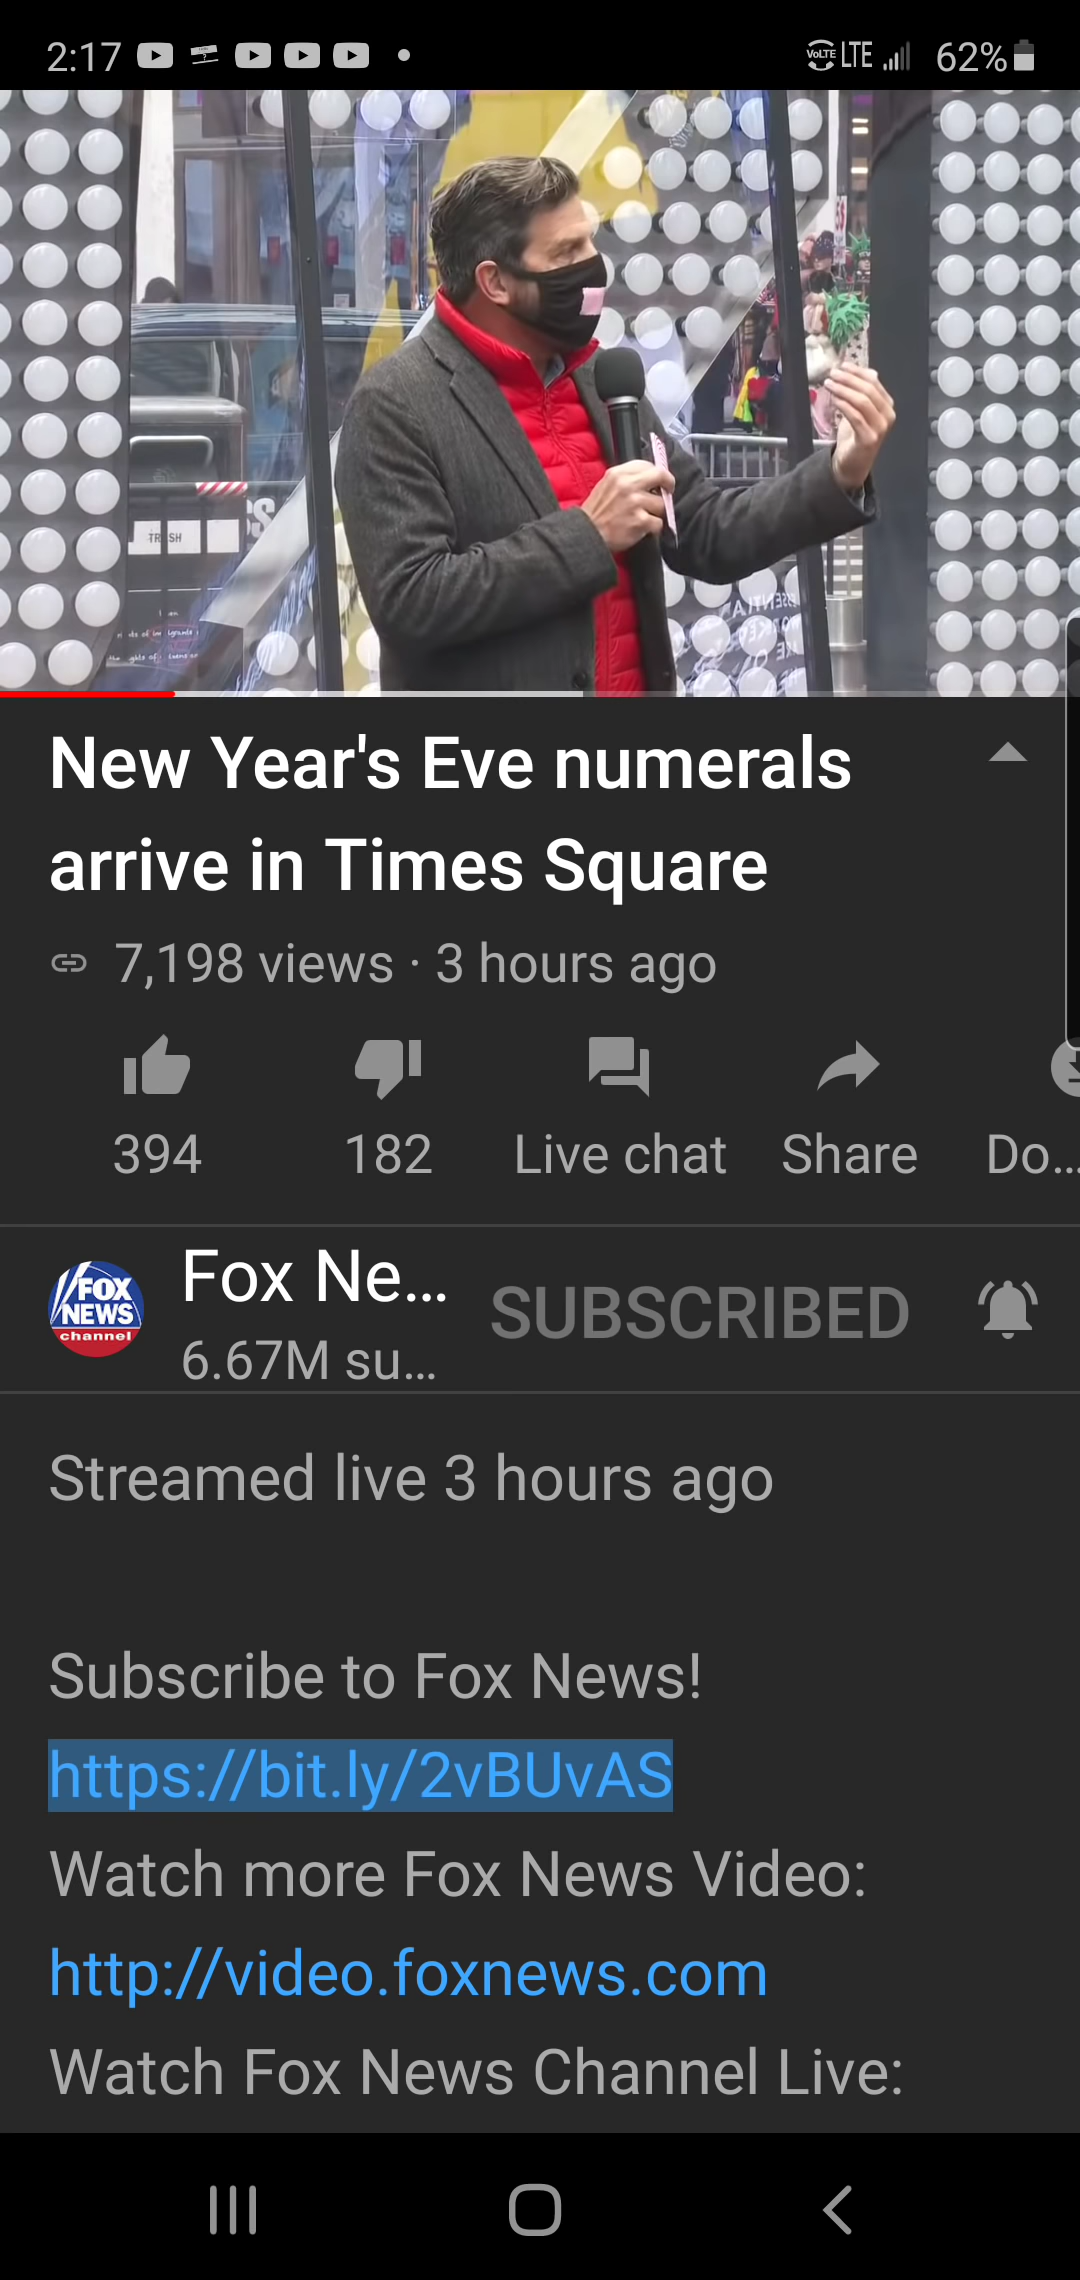 2:17
VoLTE LTE 62%
TRASH
New Year's Eve numerals
arrive in Times Square
7,198 views · 3 hours ago
394 182 Live chat Share Do...
FOX
NEWS
channel
Fox Ne...
6.67M su...
SUBSCRIBED
Streamed live 3 hours ago
Subscribe to Fox News!
https://bit.ly/2vBUvAS
Watch more Fox News Video:
http://video.foxnews.com
Watch Fox News Channel Live: